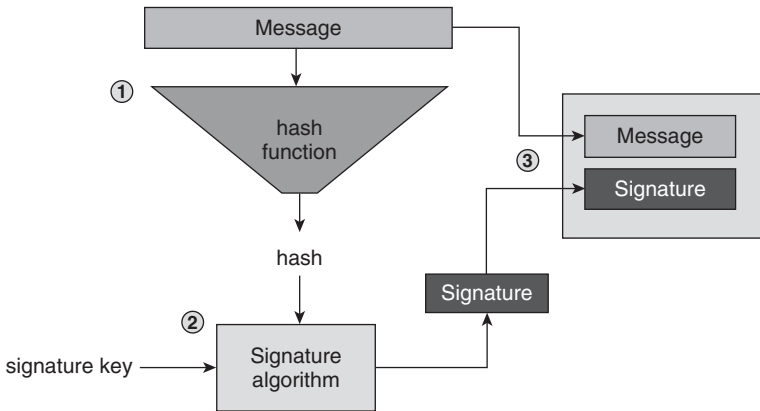 Message
1
hash
function
3
Message
Signature
hash
Signature
2
signature key
Signature
algorithm